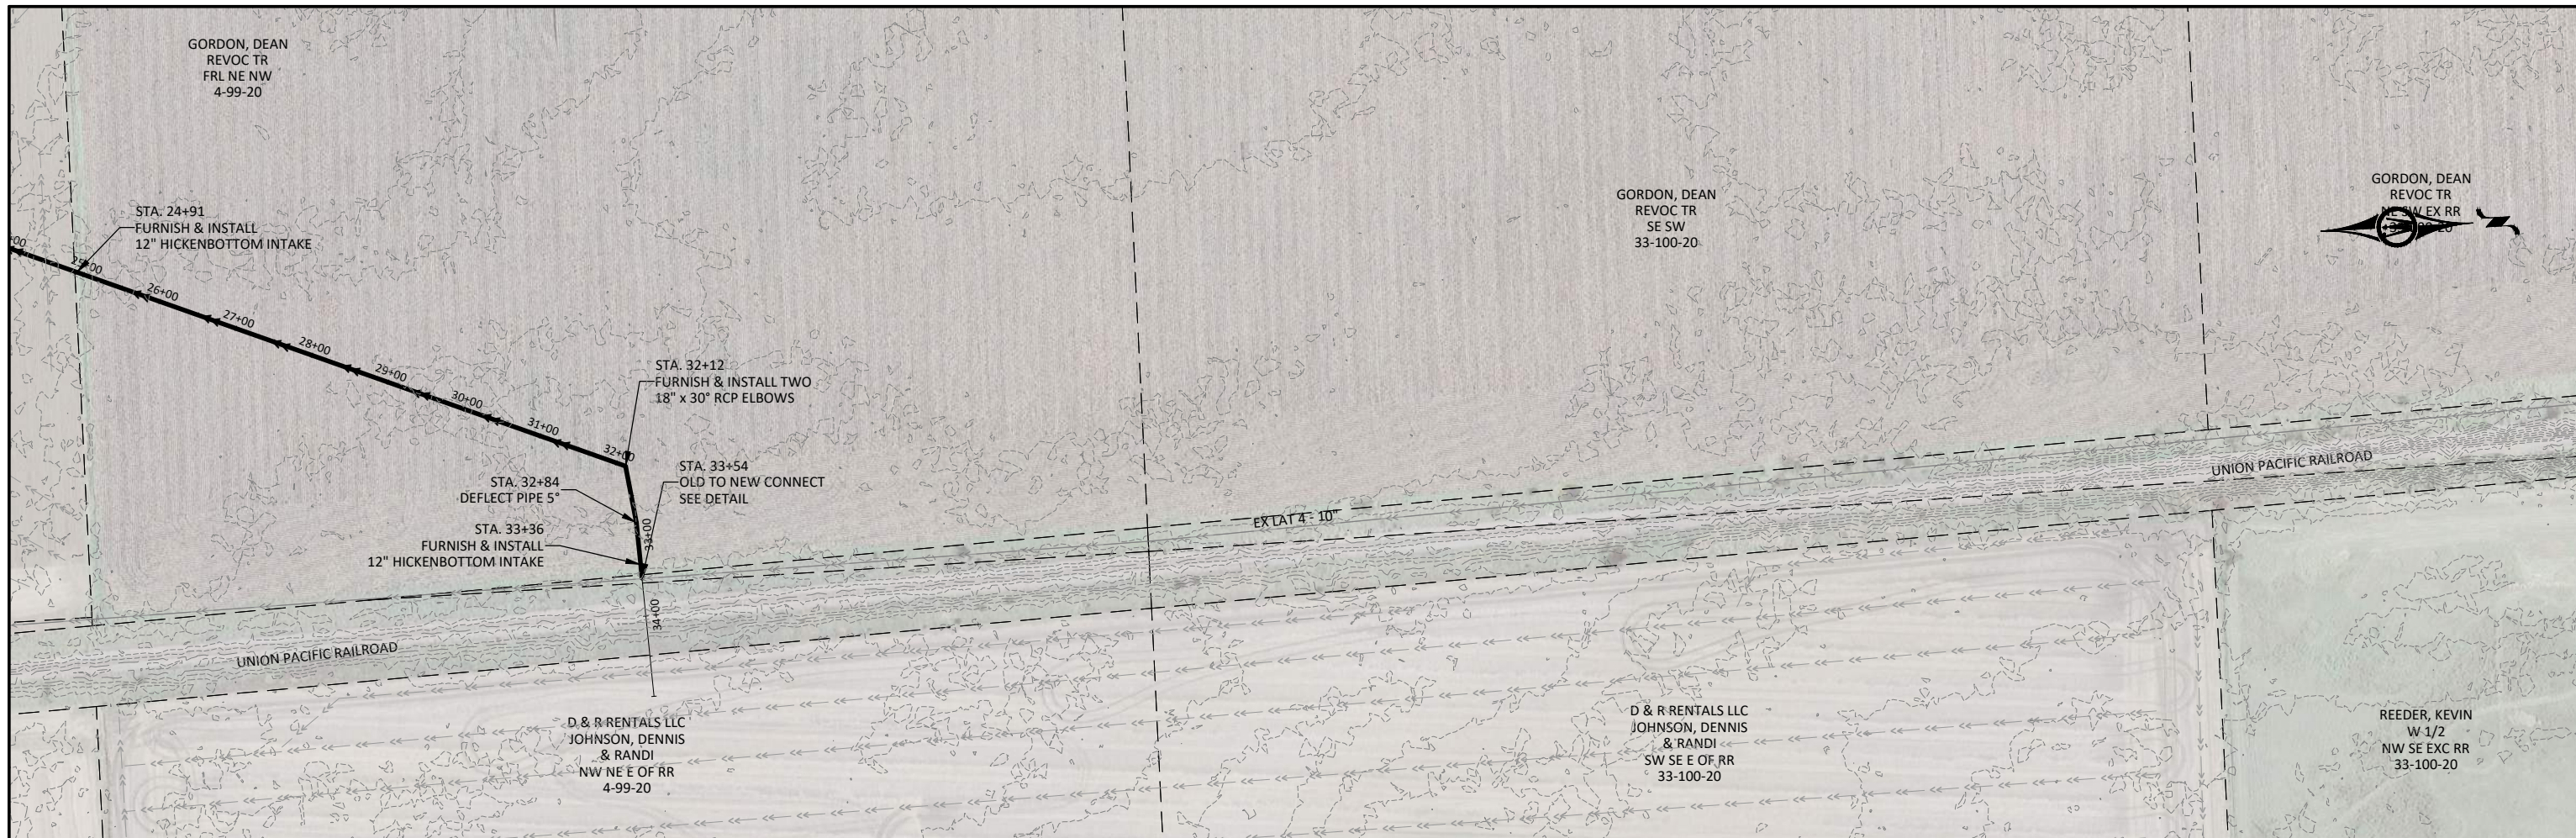 GORDON, DEAN
REVOC TR
FRL NE NW
4-99-20
STA. 24+91
FURNISH & INSTALL
12" HICKENBOTTOM INTAKE
25+00
26+00
27+00
28+00
29+00
30+00
31+00
32+00
STA. 32+12
FURNISH & INSTALL TWO
18" x 30° RCP ELBOWS
STA. 32+84
DEFLECT PIPE 5°
STA. 33+36
FURNISH & INSTALL
12" HICKENBOTTOM INTAKE
STA. 33+54
OLD TO NEW CONNECT
SEE DETAIL
33+00
34+00
UNION PACIFIC RAILROAD
D & R RENTALS LLC
JOHNSON, DENNIS
& RANDI
NW NE E OF RR
4-99-20
EX LAT 4 - 10"
GORDON, DEAN
REVOC TR
SE SW
33-100-20
GORDON, DEAN
REVOC TR
NE SW EX RR
UNION PACIFIC RAILROAD
D & R RENTALS LLC
JOHNSON, DENNIS
& RANDI
SW SE E OF RR
33-100-20
REEDER, KEVIN
W 1/2
NW SE EXC RR
33-100-20